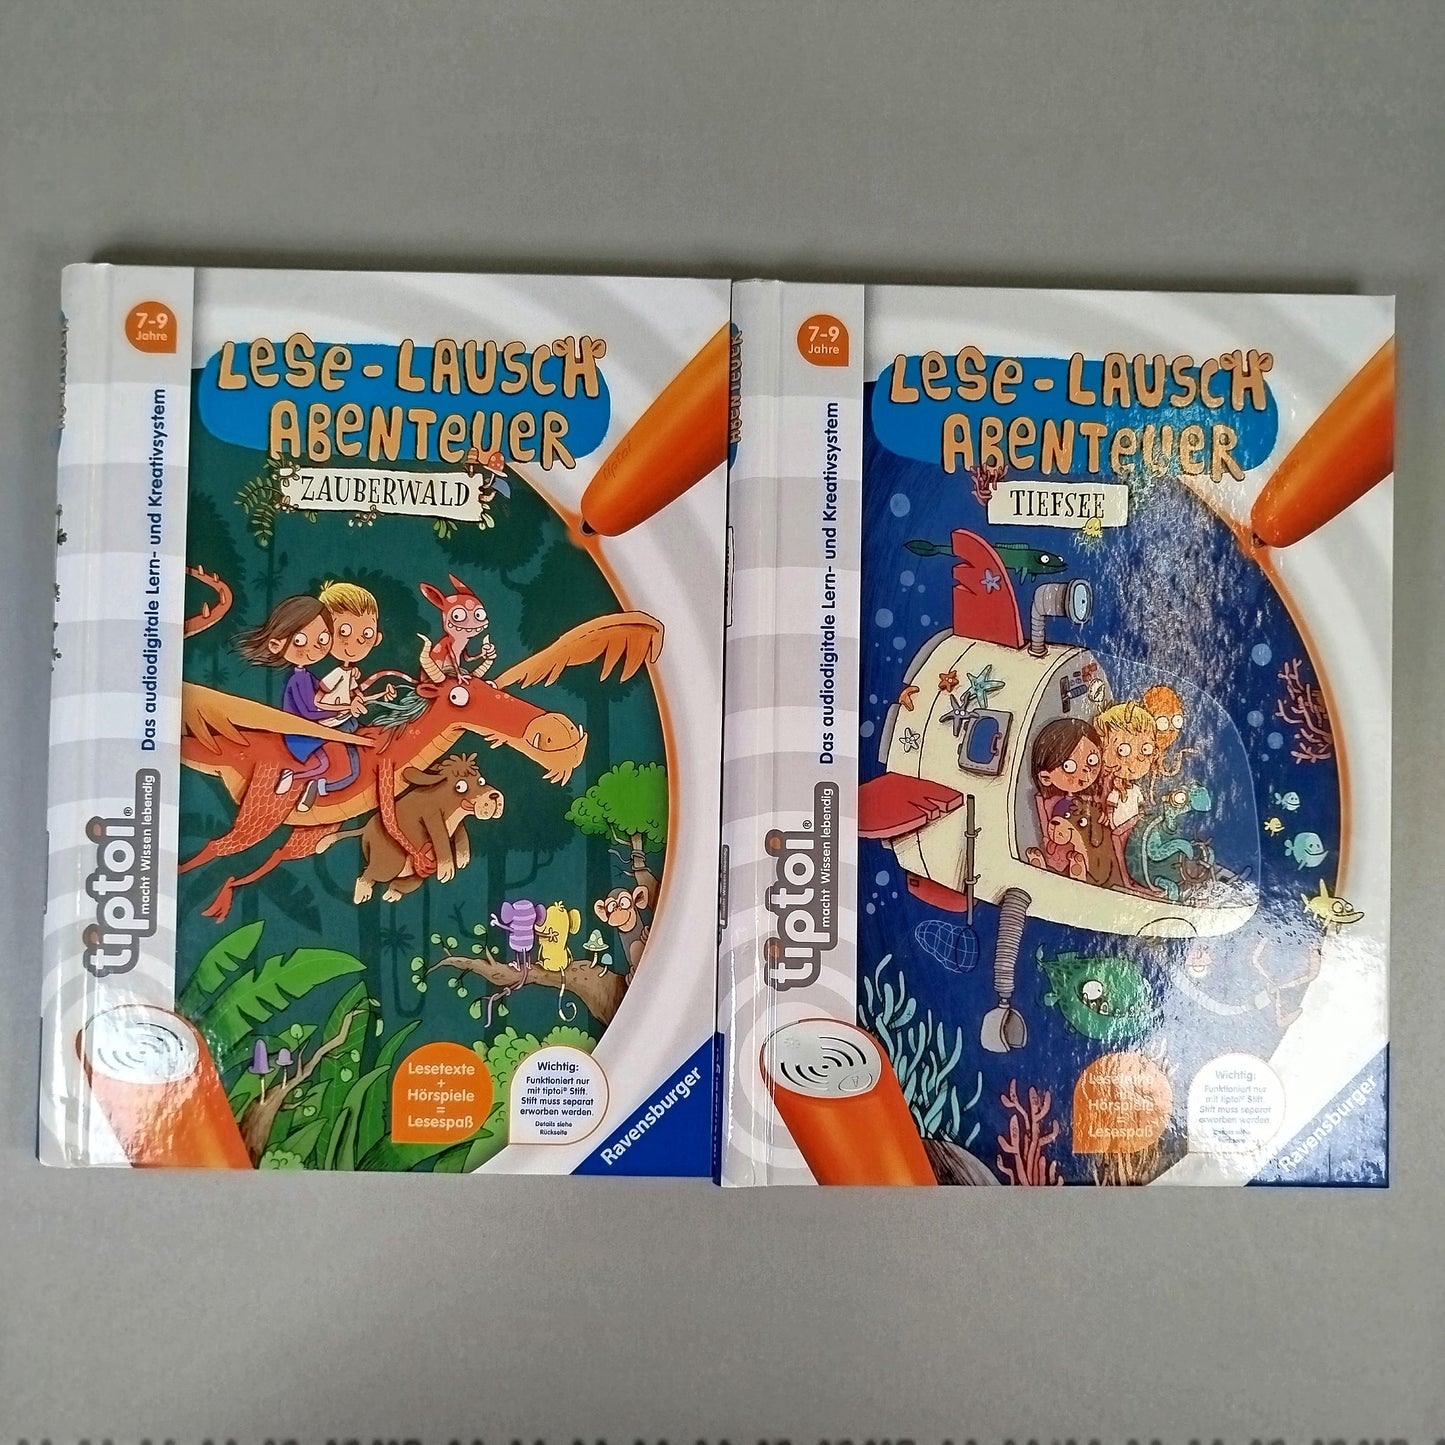 7-9
Jahre
LESE-LAUSCH
ABENTEUER
ZAUBERWALD
Das audiodigitale Lern- und Kreativsystem
tiptoi®
macht Wissen lebendig
Lesetexte
+
Hörspiele
=
Lesespaß
Wichtig:
Funktioniert nur
mit tiptoi® Stift.
Stift muss separat
erworben werden.
Details siehe
Rückseite
Ravensburger
7-9
Jahre
LESE-LAUSCH
ABENTEUER
TIEFSEE
Das audiodigitale Lern- und Kreativsystem
tiptoi®
macht Wissen lebendig
Lesetexte
+
Hörspiele
=
Lesespaß
Wichtig:
Funktioniert nur
mit tiptoi® Stift.
Stift muss separat
erworben werden.
Details siehe
Rückseite
Ravensburger